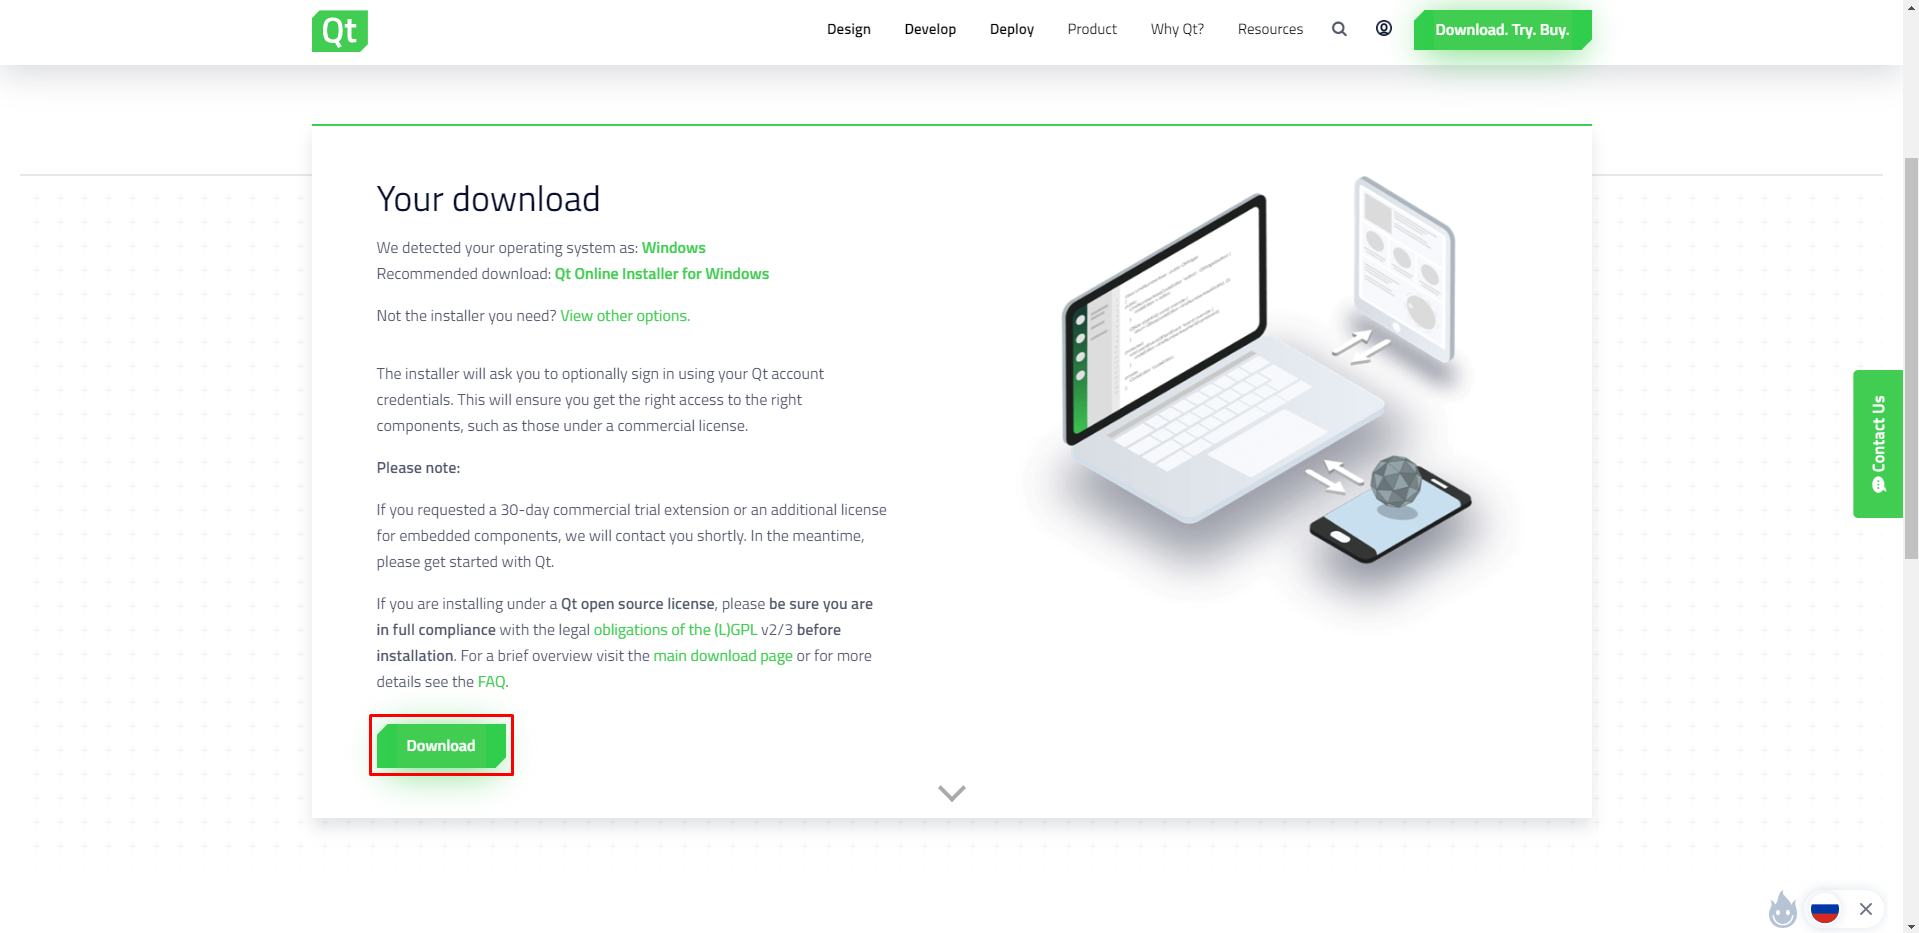 Qt
Design Develop Deploy Product Why Qt? Resources Download. Try. Buy.
Your download
We detected your operating system as: Windows
Recommended download: Qt Online Installer for Windows
Not the installer you need? View other options.
The installer will ask you to optionally sign in using your Qt account
credentials. This will ensure you get the right access to the right
components, such as those under a commercial license.
Please note:
If you requested a 30-day commercial trial extension or an additional license
for embedded components, we will contact you shortly. In the meantime,
please get started with Qt.
If you are installing under a Qt open source license, please be sure you are
in full compliance with the legal obligations of the (L)GPL v2/3 before
installation. For a brief overview visit the main download page or for more
details see the FAQ.
Download
Contact Us